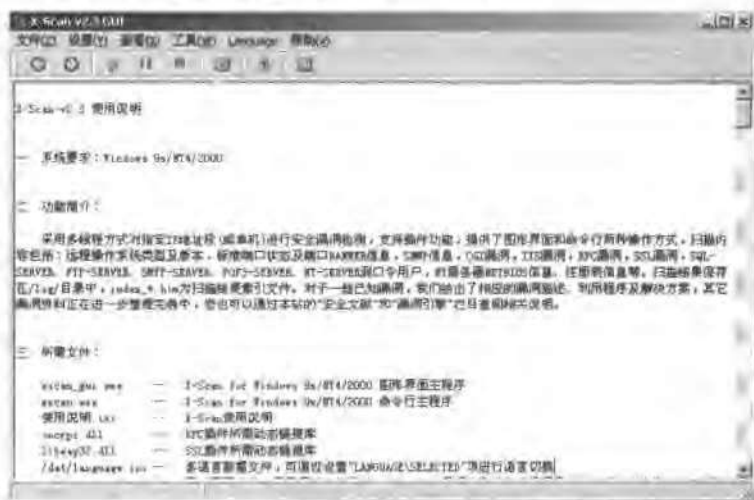 X-Scan v2.3 GUI
文件(X) 设置(Y) 查看(X) 工具(W) Language 帮助(X)
X-Scan-v2.3 使用说明
一 系统要求：Windows 9x/NT4/2000
二 功能简介：
采用多线程方式对指定IP地址段(或单机)进行安全漏洞检测，支持插件功能，提供了图形界面和命令行两种操作方式，扫描内
容包括：远程操作系统类型及版本，标准端口状态及端口BANNER信息，SNMP信息，CGI漏洞，IIS漏洞，RPC漏洞，SSL漏洞，SQL-
SERVER、FTP-SERVER、SMTP-SERVER、POP3-SERVER、NT-SERVER弱口令用户，NT服务器NETBIOS信息、注册表信息等。扫描结果保存
在/log/目录中，index_*.htm为扫描结果索引文件。对于一些已知漏洞，我们给出了相应的漏洞描述、利用程序及解决方案，其它
漏洞资料正在进一步整理完善中，您也可以通过本站的"安全文献"和"漏洞引擎"栏目查阅相关说明。
三 所需文件：
xscan_gui.exe — X-Scan for Windows 9x/NT4/2000 图形界面主程序
xscan.exe — X-Scan for Windows 9x/NT4/2000 命令行主程序
使用说明.txt — X-Scan使用说明
oncrpc.dll — RPC插件所需动态链接库
libeay32.dll — SSL插件所需动态链接库
/dat/language.ini — 多语言数据文件，可通过设置"LANGUAGE\SELECTED"项进行语言切换